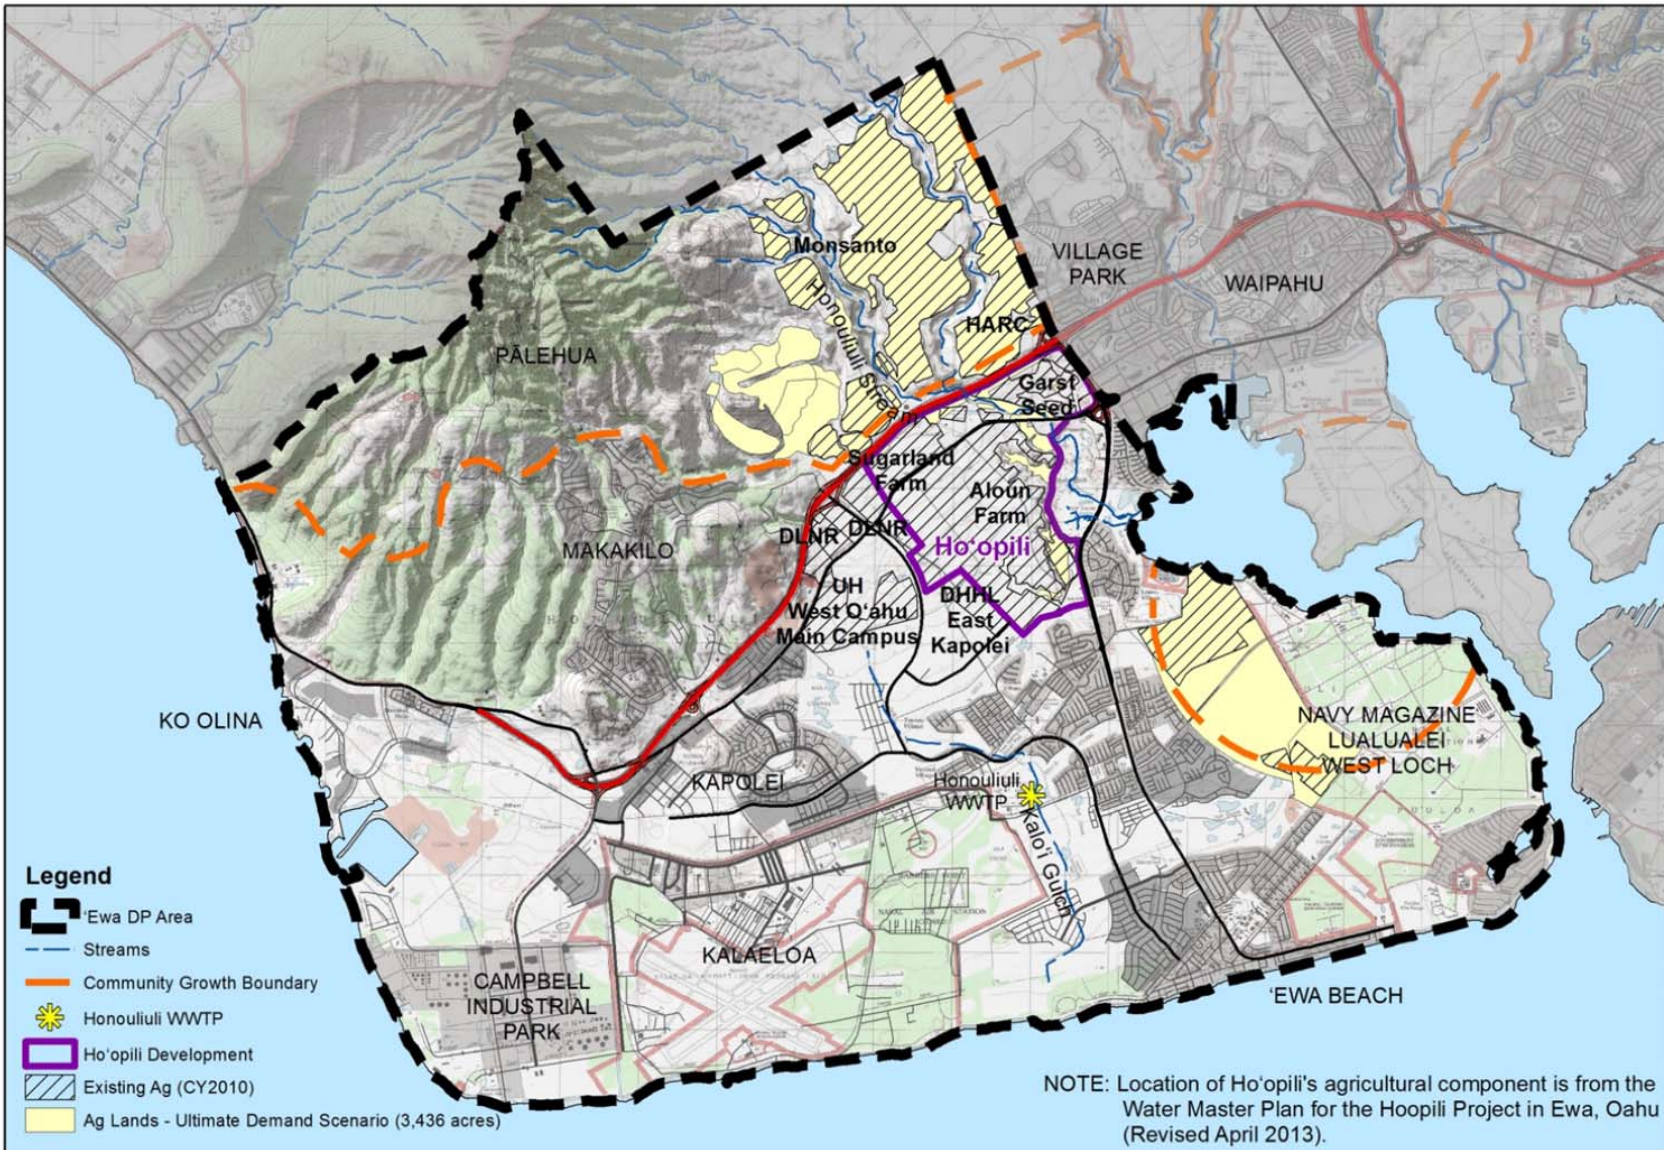 Monsanto
VILLAGE
PARK
WAIPAHU
Honouliuli Stream
HARC
PĀLEHUA
Garst
Seed
Sugarland
Farm
Aloun
Farm
DLNR
DLNR
Ho‘opili
MAKAKILO
UH
West O‘ahu
Main Campus
DHHL
East
Kapolei
KO OLINA
NAVY MAGAZINE
LUALUALEI
WEST LOCH
KAPOLEI
Honouliuli
WWTP
Kalo‘i Gulch
KALAELOA
CAMPBELL
INDUSTRIAL
PARK
‘EWA BEACH
Legend
‘Ewa DP Area
Streams
Community Growth Boundary
Honouliuli WWTP
Ho‘opili Development
Existing Ag (CY2010)
Ag Lands - Ultimate Demand Scenario (3,436 acres)
NOTE: Location of Ho‘opili's agricultural component is from the
Water Master Plan for the Hoopili Project in Ewa, Oahu
(Revised April 2013).